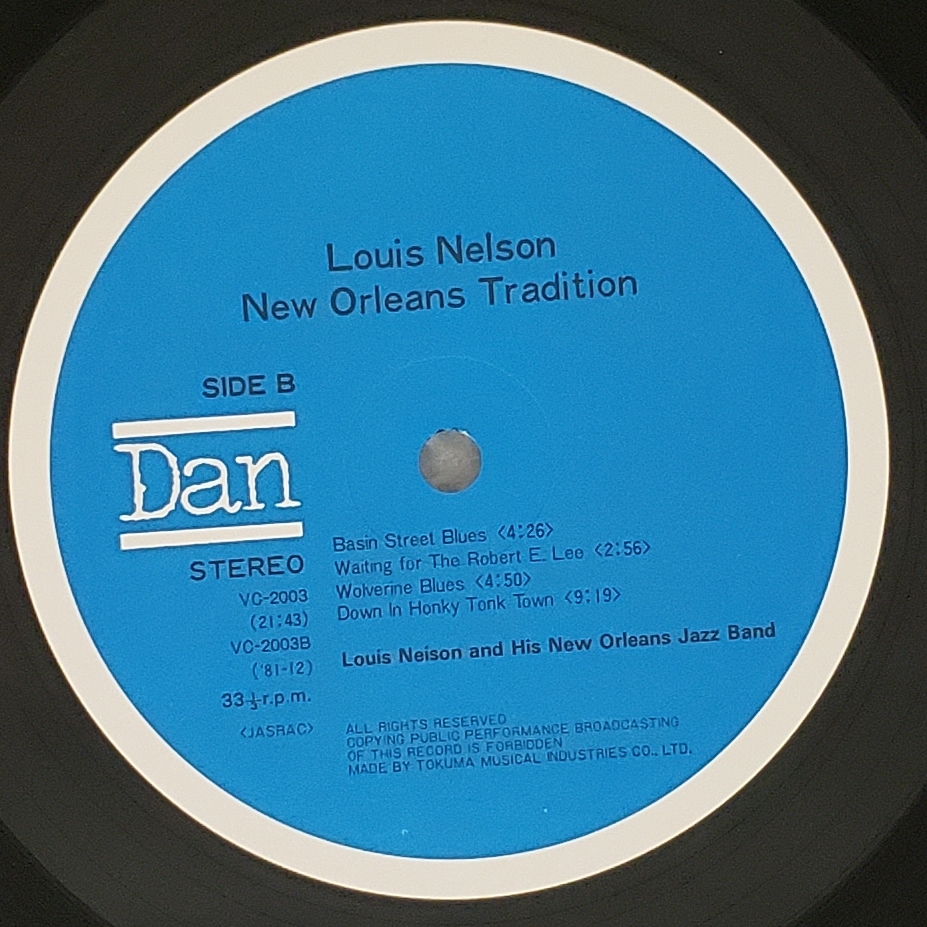 Louis Nelson
New Orleans Tradition
SIDE B
Dan
STEREO
VC-2003
(21:43)
VC-2003B
('81-12)
33⅓r.p.m.
<JASRAC>
Basin Street Blues <4:26>
Waiting for The Robert E. Lee <2:56>
Wolverine Blues <4:50>
Down In Honky Tonk Town <9:19>
Louis Neison and His New Orleans Jazz Band
ALL RIGHTS RESERVED
COPYING PUBLIC PERFORMANCE BROADCASTING
OF THIS RECORD IS FORBIDDEN
MADE BY TOKUMA MUSICAL INDUSTRIES CO., LTD.